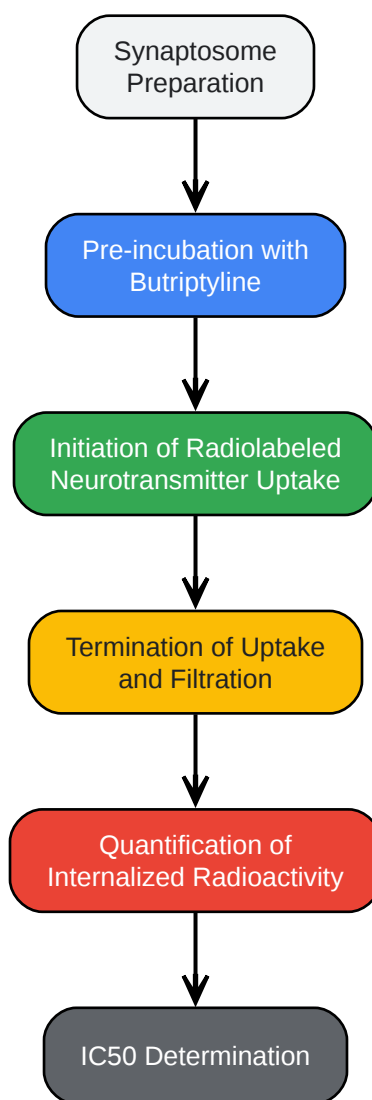 Synaptosome
Preparation
Pre-incubation with
Butriptyline
Initiation of Radiolabeled
Neurotransmitter Uptake
Termination of Uptake
and Filtration
Quantification of
Internalized Radioactivity
IC50 Determination